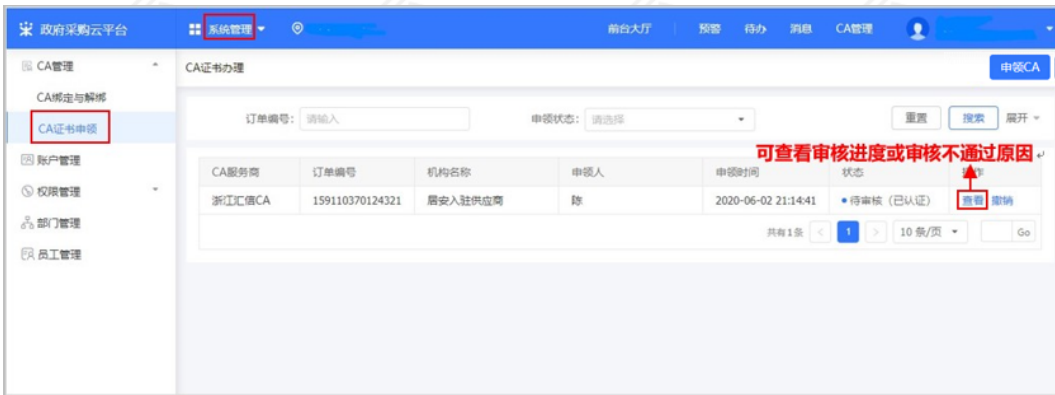 政府采购云平台 系统管理 前台大厅 预警 待办 消息 CA管理
CA管理
CA绑定与解绑
CA证书申领
账户管理
权限管理
部门管理
员工管理
CA证书办理 申领CA
订单编号: 请输入 申领状态: 请选择 重置 搜索 展开
可查看审核进度或审核不通过原因
CA服务商 订单编号 机构名称 申领人 申领时间 状态 操作
浙江汇信CA 159110370124321 居安入驻供应商 陈 2020-06-02 21:14:41 待审核(已认证) 查看 撤销
共有1条 < 1 > 10 条/页 Go